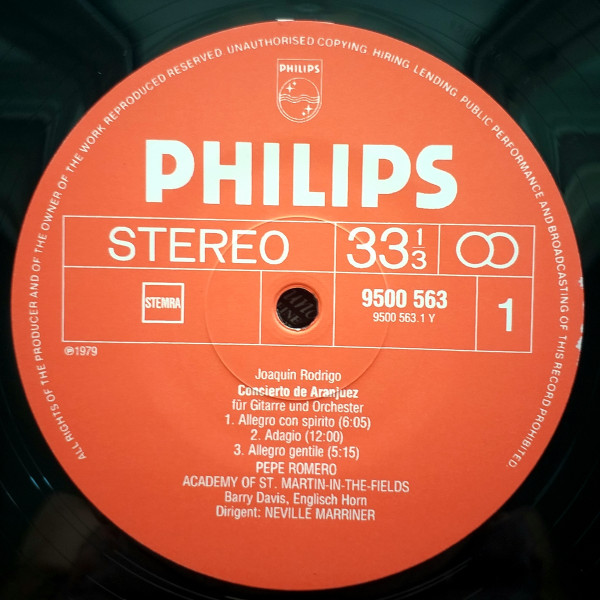 ALL RIGHTS OF THE PRODUCER AND OF THE OWNER OF THE WORK REPRODUCED RESERVED. UNAUTHORISED COPYING, HIRING, LENDING, PUBLIC PERFORMANCE AND BROADCASTING OF THIS RECORD PROHIBITED.
PHILIPS
PHILIPS
STEREO 33 1/3
STEMRA 9500 563 1
9500 563.1 Y
℗1979
Joaquin Rodrigo
Concierto de Aranjuez
für Gitarre und Orchester
1. Allegro con spirito (6:05)
2. Adagio (12:00)
3. Allegro gentile (5:15)
PEPE ROMERO
ACADEMY OF ST. MARTIN-IN-THE-FIELDS
Barry Davis, Englisch Horn
Dirigent: NEVILLE MARRINER